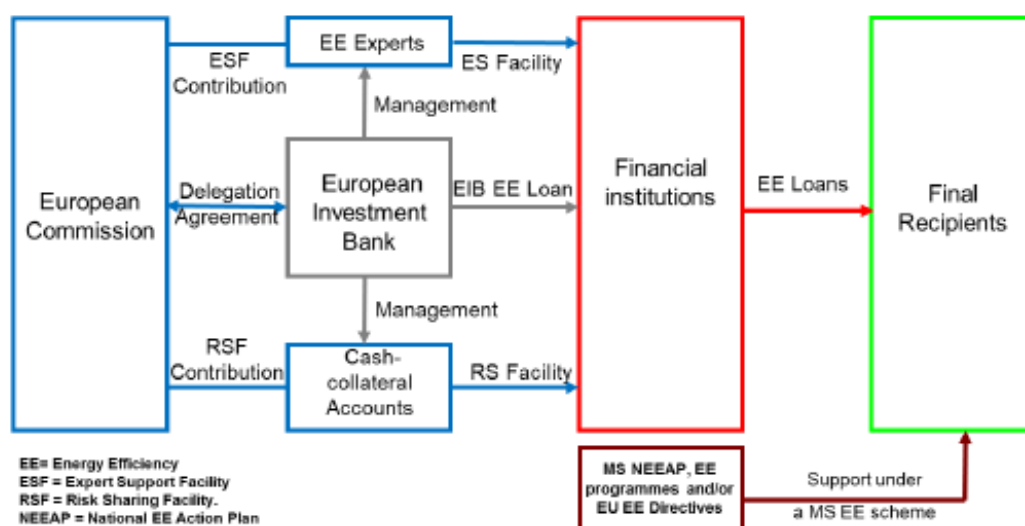 EE Experts
ESF
Contribution
ES Facility
Management
European
Commission
Delegation
Agreement
European
Investment
Bank
EIB EE Loan
Financial
institutions
EE Loans
Final
Recipients
Management
RSF
Contribution
Cash-
collateral
Accounts
RS Facility
EE= Energy Efficiency
ESF = Expert Support Facility
RSF = Risk Sharing Facility.
NEEAP = National EE Action Plan
MS NEEAP, EE
programmes and/or
EU EE Directives
Support under
a MS EE scheme